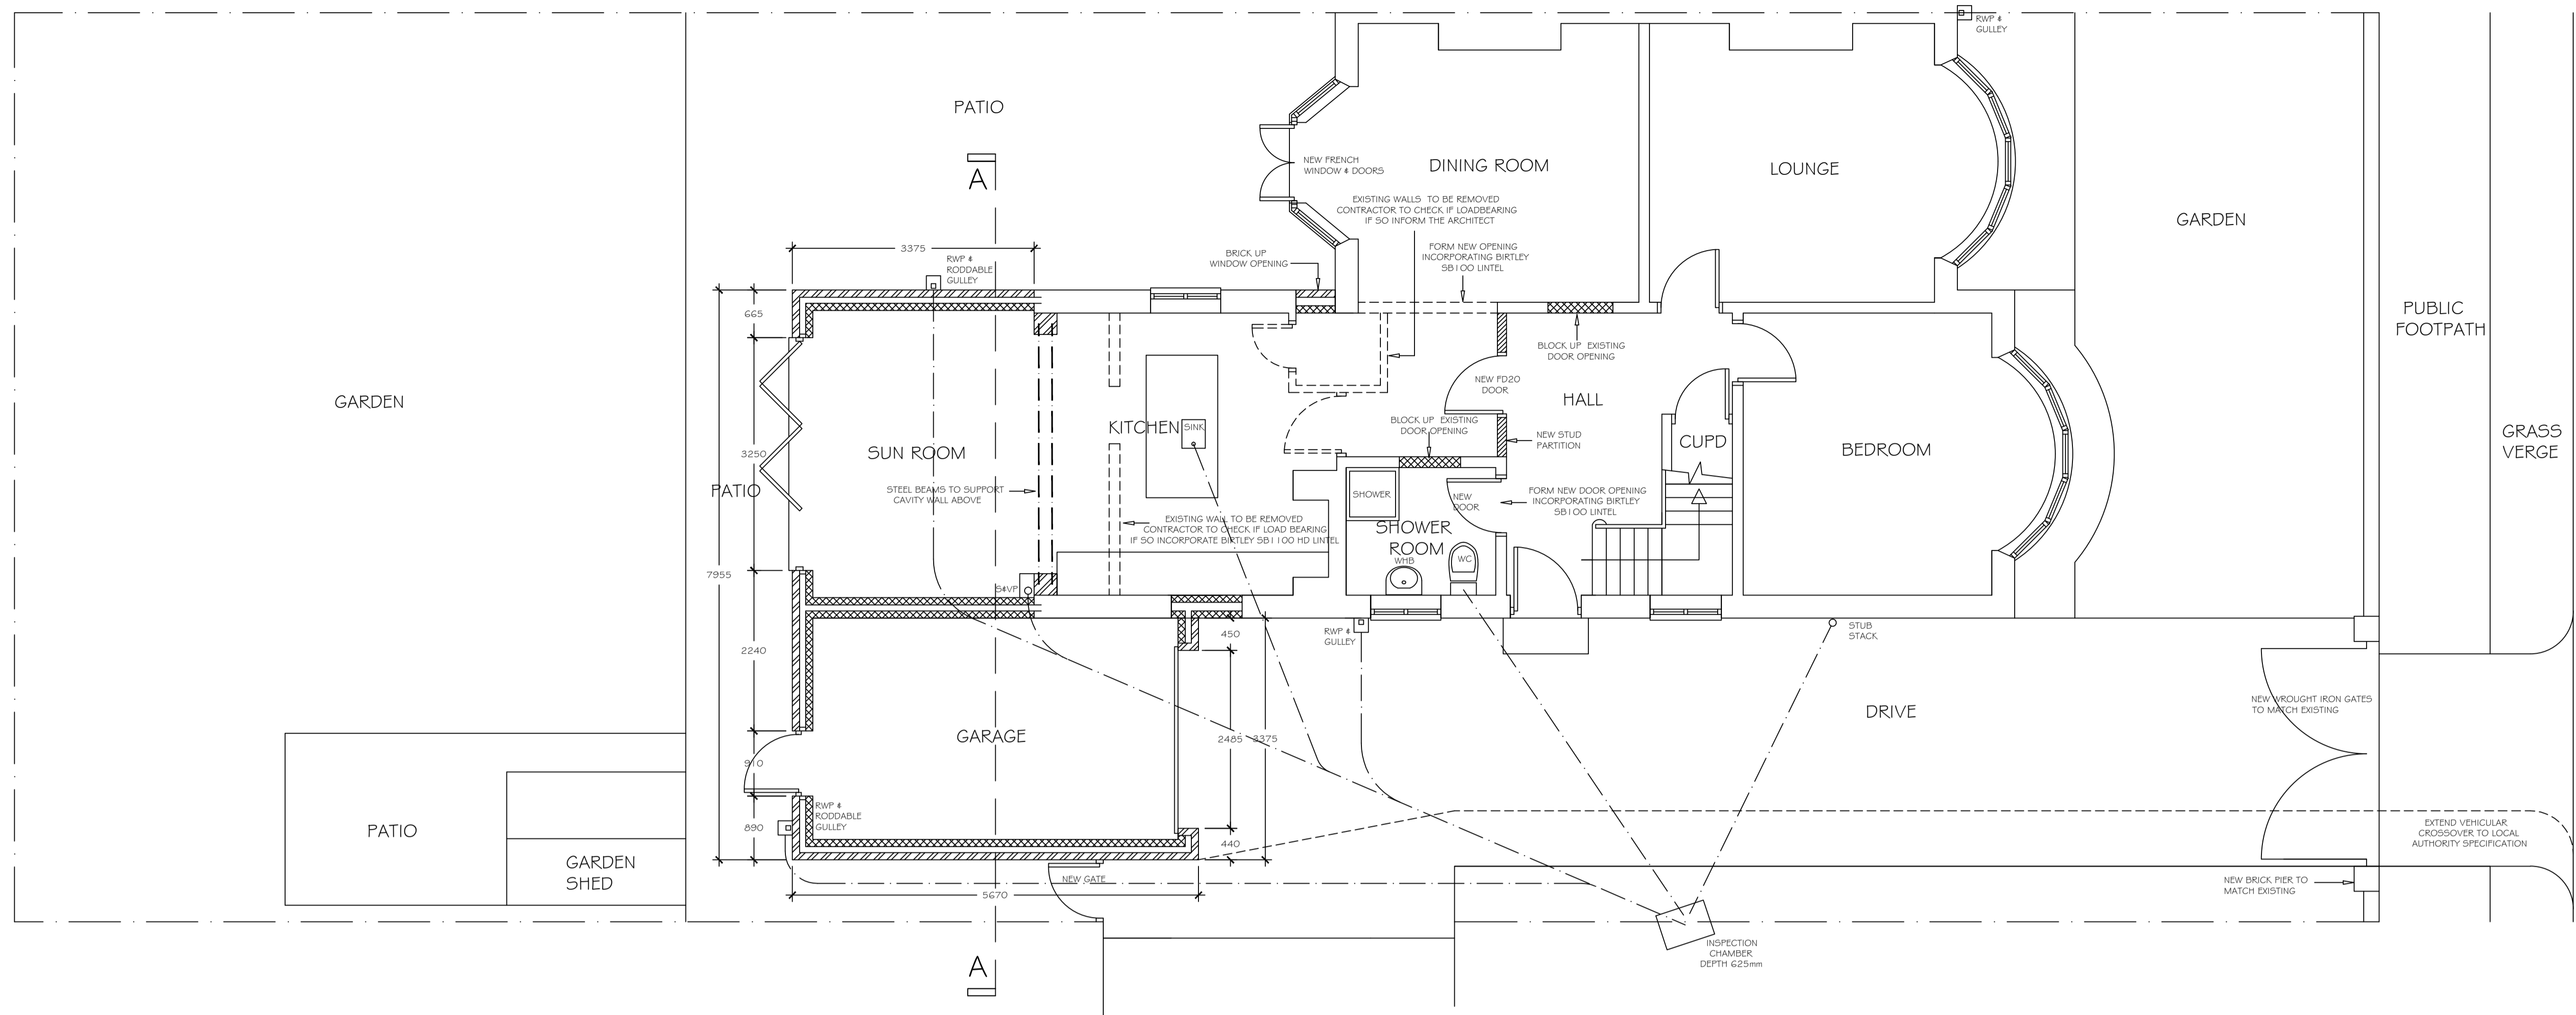 RWP &
GULLEY
PATIO
A
NEW FRENCH
WINDOW & DOORS
DINING ROOM
LOUNGE
EXISTING WALLS TO BE REMOVED
CONTRACTOR TO CHECK IF LOADBEARING
IF SO INFORM THE ARCHITECT
GARDEN
3375
RWP &
RODDABLE
GULLEY
BRICK UP
WINDOW OPENING
FORM NEW OPENING
INCORPORATING BIRTLEY
SB100 LINTEL
665
PUBLIC
FOOTPATH
BLOCK UP EXISTING
DOOR OPENING
NEW FD20
DOOR
HALL
GARDEN
BLOCK UP EXISTING
DOOR OPENING
KITCHEN
SINK
NEW STUD
PARTITION
CUPD
BEDROOM
GRASS
VERGE
SUN ROOM
3250
PATIO
STEEL BEAMS TO SUPPORT
CAVITY WALL ABOVE
SHOWER
NEW
DOOR
FORM NEW DOOR OPENING
INCORPORATING BIRTLEY
SB100 LINTEL
EXISTING WALL TO BE REMOVED
CONTRACTOR TO CHECK IF LOAD BEARING
IF SO INCORPORATE BIRTLEY SB1100 HD LINTEL
SHOWER
ROOM
WHB
WC
7955
S&VP
450
RWP &
GULLEY
STUB
STACK
2240
NEW WROUGHT IRON GATES
TO MATCH EXISTING
DRIVE
GARAGE
2485
3375
910
RWP &
RODDABLE
GULLEY
890
440
PATIO
GARDEN
SHED
EXTEND VEHICULAR
CROSSOVER TO LOCAL
AUTHORITY SPECIFICATION
NEW GATE
5670
NEW BRICK PIER TO
MATCH EXISTING
INSPECTION
CHAMBER
DEPTH 625mm
A